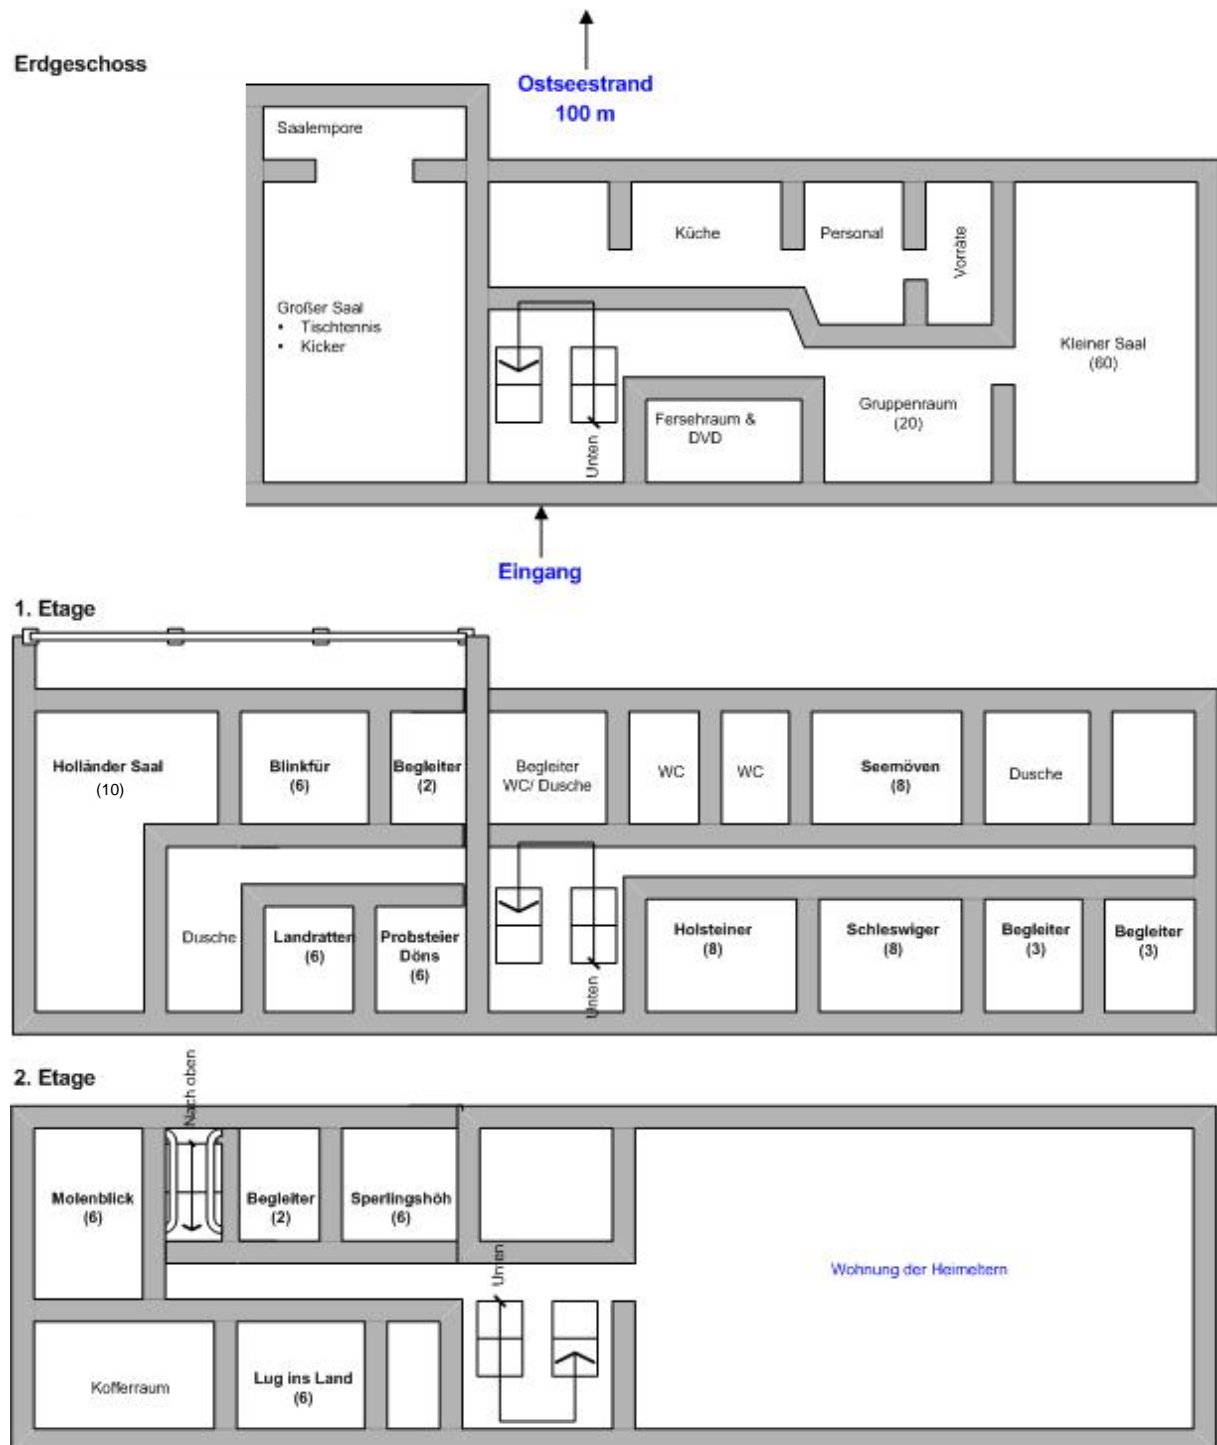 Ostseestrand
100 m
Erdgeschoss
Saalempore
Küche
Personal
Vorräte
Großer Saal
• Tischtennis
• Kicker
Kleiner Saal
(60)
Gruppenraum
(20)
Fersehraum &
DVD
Unten
Eingang
1. Etage
Holländer Saal
(10)
Blinkfür
(6)
Begleiter
(2)
Begleiter
WC/ Dusche
WC
WC
Seemöven
(8)
Dusche
Dusche
Landratten
(6)
Probsteier
Döns
(6)
Unten
Holsteiner
(8)
Schleswiger
(8)
Begleiter
(3)
Begleiter
(3)
2. Etage
Nach oben
Molenblick
(6)
Begleiter
(2)
Sperlingshöh
(6)
Unten
Wohnung der Heimeltern
Kofferraum
Lug ins Land
(6)